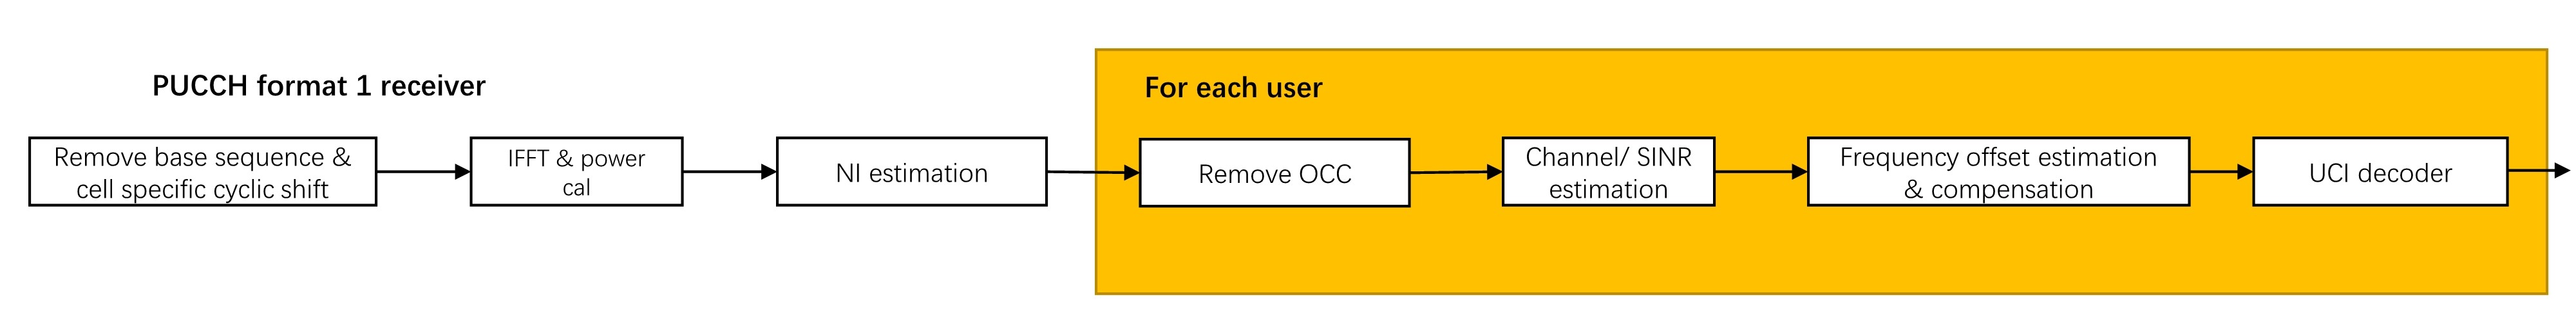 PUCCH format 1 receiver
For each user
Remove base sequence &
cell specific cyclic shift
IFFT & power
cal
NI estimation
Remove OCC
Channel/ SINR
estimation
Frequency offset estimation
& compensation
UCI decoder